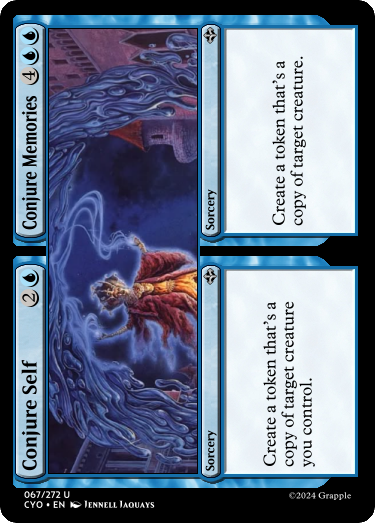 Conjure Self 2
Sorcery
Create a token that's a
copy of target creature
you control.
Conjure Memories 4
Sorcery
Create a token that's a
copy of target creature.
067/272 U
CYO • EN Jennell Jaquays
©2024 Grapple